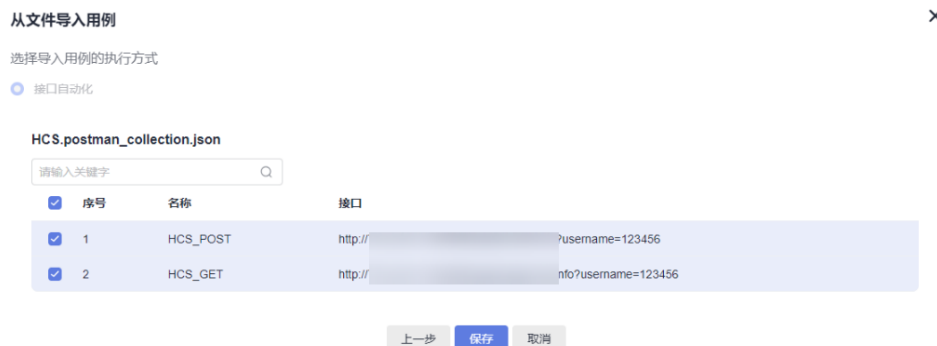 从文件导入用例
选择导入用例的执行方式
接口自动化
HCS.postman_collection.json
请输入关键字
序号 名称 接口
1 HCS_POST http:// ?username=123456
2 HCS_GET http:// nfo?username=123456
上一步 保存 取消